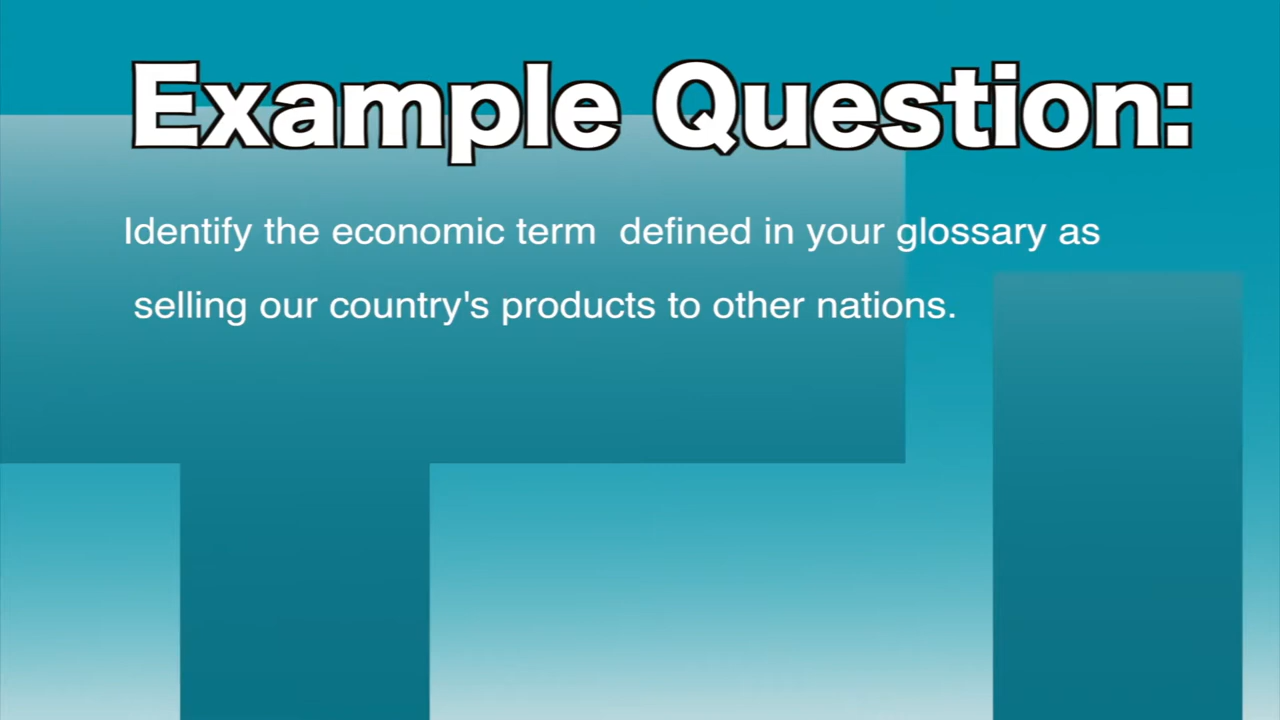 Example Question:
Identify the economic term  defined in your glossary as
selling our country's products to other nations.